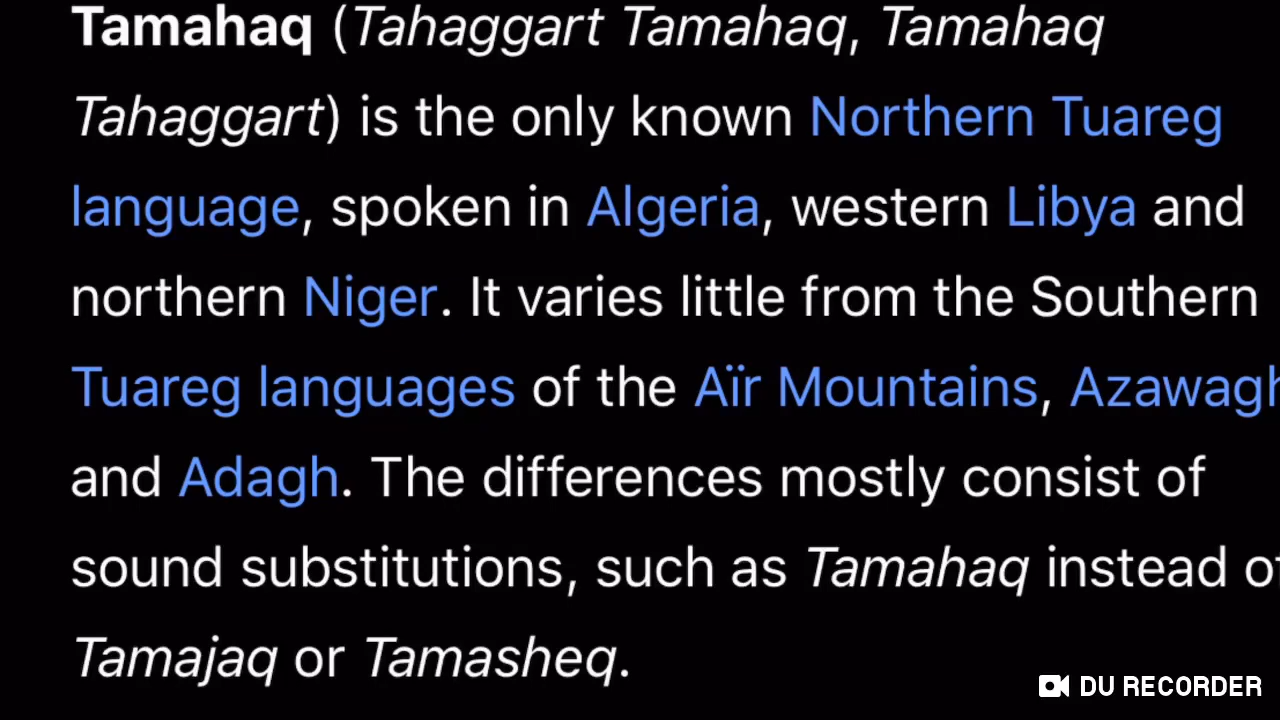 Tamahaq (Tahaggart Tamahaq, Tamahaq
Tahaggart) is the only known Northern Tuareg
language, spoken in Algeria, western Libya and
northern Niger. It varies little from the Southern
Tuareg languages of the Aïr Mountains, Azawagh
and Adagh. The differences mostly consist of
sound substitutions, such as Tamahaq instead of
Tamajaq or Tamasheq.
DU RECORDER